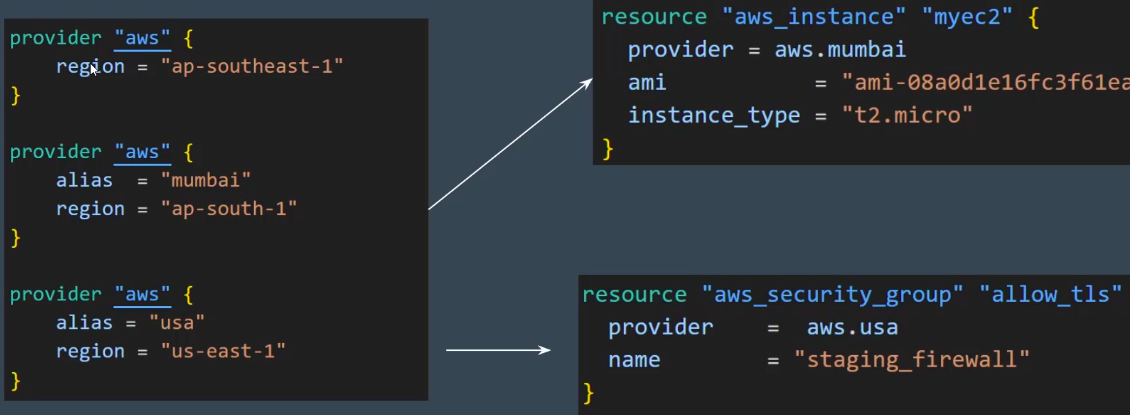 provider "aws" {
    region = "ap-southeast-1"
}
provider "aws" {
    alias  = "mumbai"
    region = "ap-south-1"
}
provider "aws" {
    alias = "usa"
    region = "us-east-1"
}
resource "aws_instance" "myec2" {
  provider = aws.mumbai
  ami           = "ami-08a0d1e16fc3f61ea
  instance_type = "t2.micro"
}
resource "aws_security_group" "allow_tls"
  provider    =  aws.usa
  name        = "staging_firewall"
}